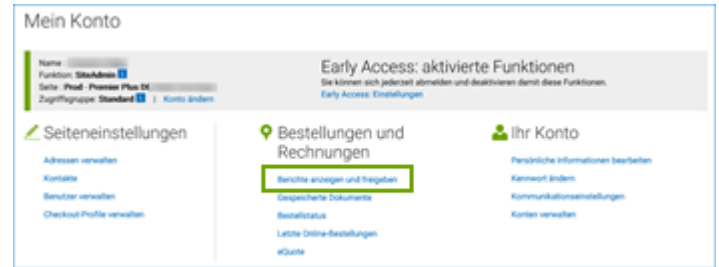 Mein Konto
Name :
Funktion: SiteAdmin
Seite : Prod - Premier Plus DE
Zugriffsgruppe: Standard | Konto ändern
Early Access: aktivierte Funktionen
Sie können sich jederzeit abmelden und deaktivieren damit diese Funktionen.
Early Access: Einstellungen
Seiteneinstellungen
Adressen verwalten
Kontakte
Benutzer verwalten
Checkout-Profile verwalten
Bestellungen und
Rechnungen
Berichte anzeigen und freigeben
Gespeicherte Dokumente
Bestellstatus
Letzte Online-Bestellungen
eQuote
Ihr Konto
Persönliche Informationen bearbeiten
Kennwort ändern
Kommunikationseinstellungen
Konten verwalten